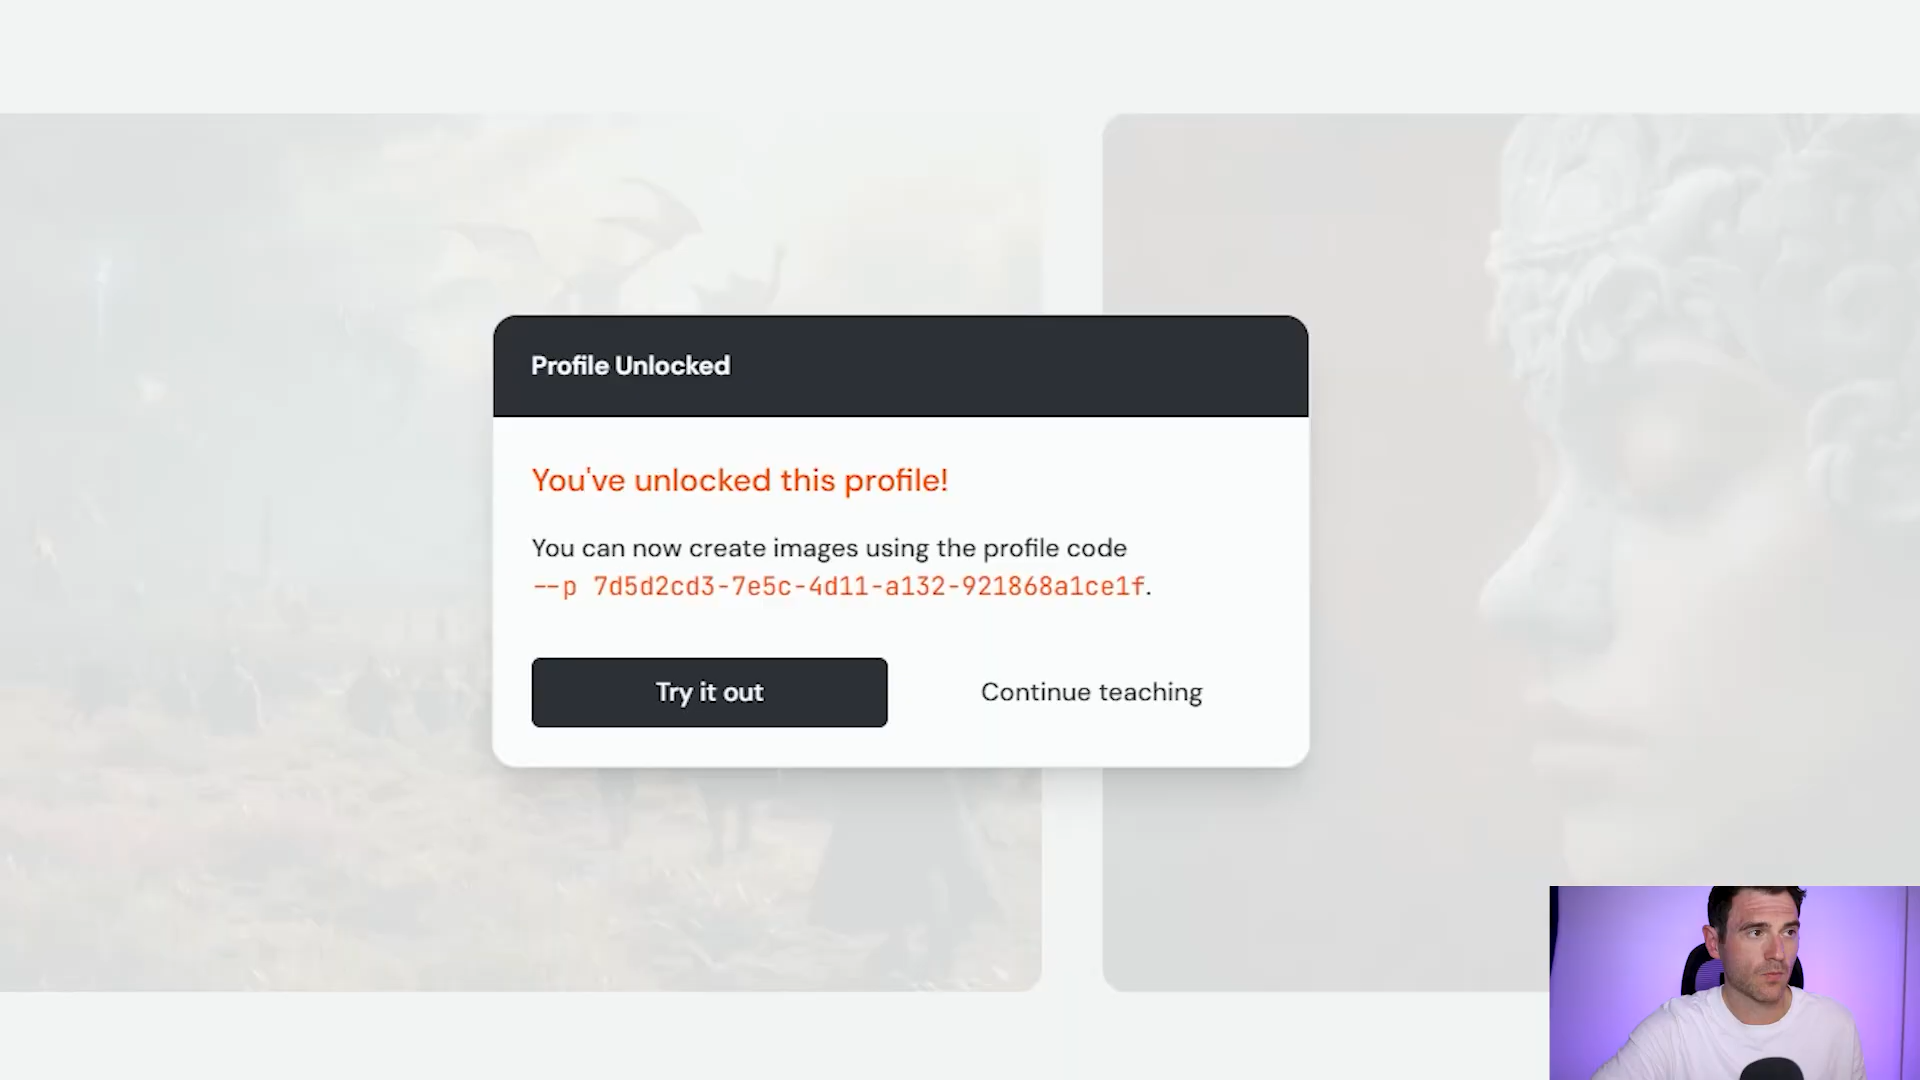 Profile Unlocked
You've unlocked this profile!
You can now create images using the profile code
--p 7d5d2cd3-7e5c-4d11-a132-921868a1ce1f.
Try it out
Continue teaching